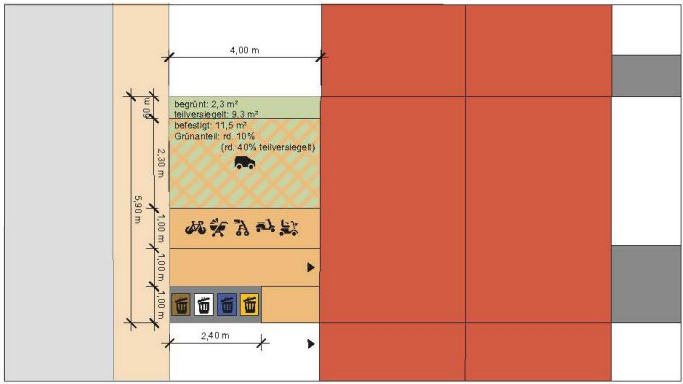 4,00 m
begrünt: 2,3 m²
teilversiegelt: 9,3 m²
befestigt: 11,5 m²
Grünanteil: rd. 10%
(rd. 40% teilversiegelt)
60 m
2,30 m
5,90 m
1,00 m
1,00 m
1,00 m
2,40 m